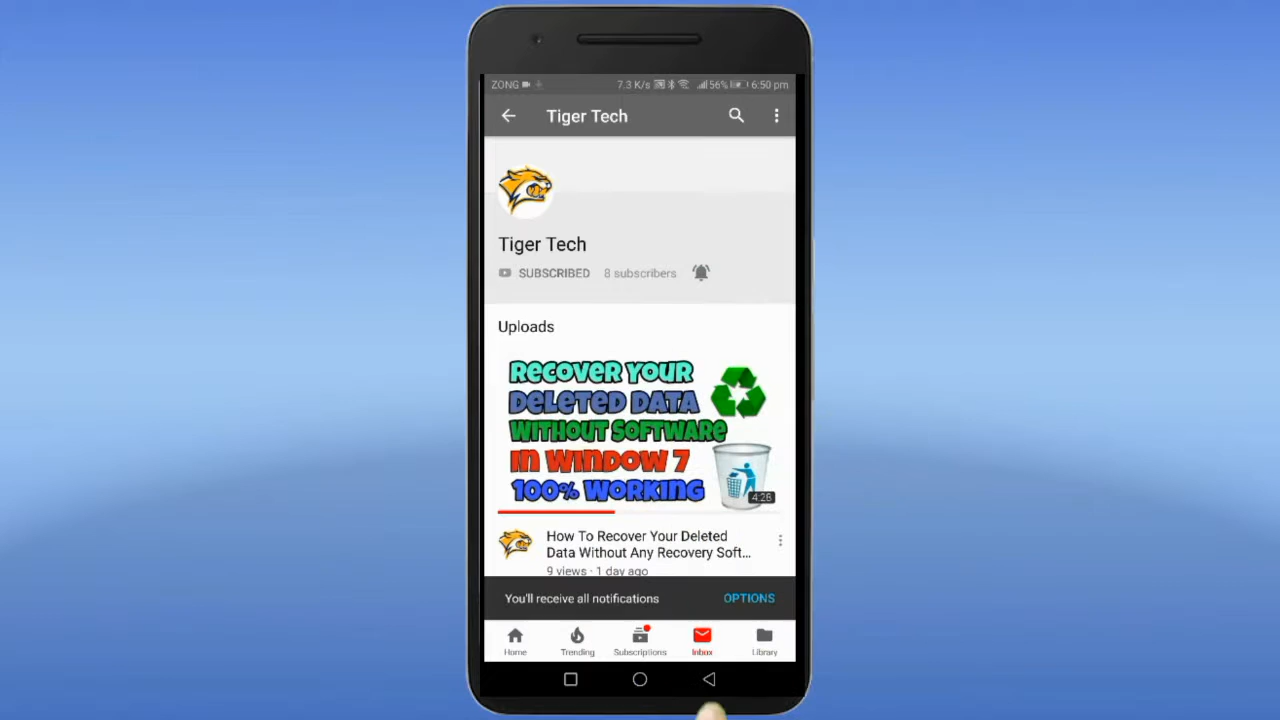 ZONG 7.3 K/s 56% 6:50 pm
Tiger Tech
Tiger Tech
SUBSCRIBED 8 subscribers
Uploads
RECOVER YOUR
DELETED DATA
WITHOUT SOFTWARE
IN WINDOW 7
100% WORKING
4:26
How To Recover Your Deleted
Data Without Any Recovery Soft...
9 views · 1 day ago
You'll receive all notifications OPTIONS
Home Trending Subscriptions Inbox Library